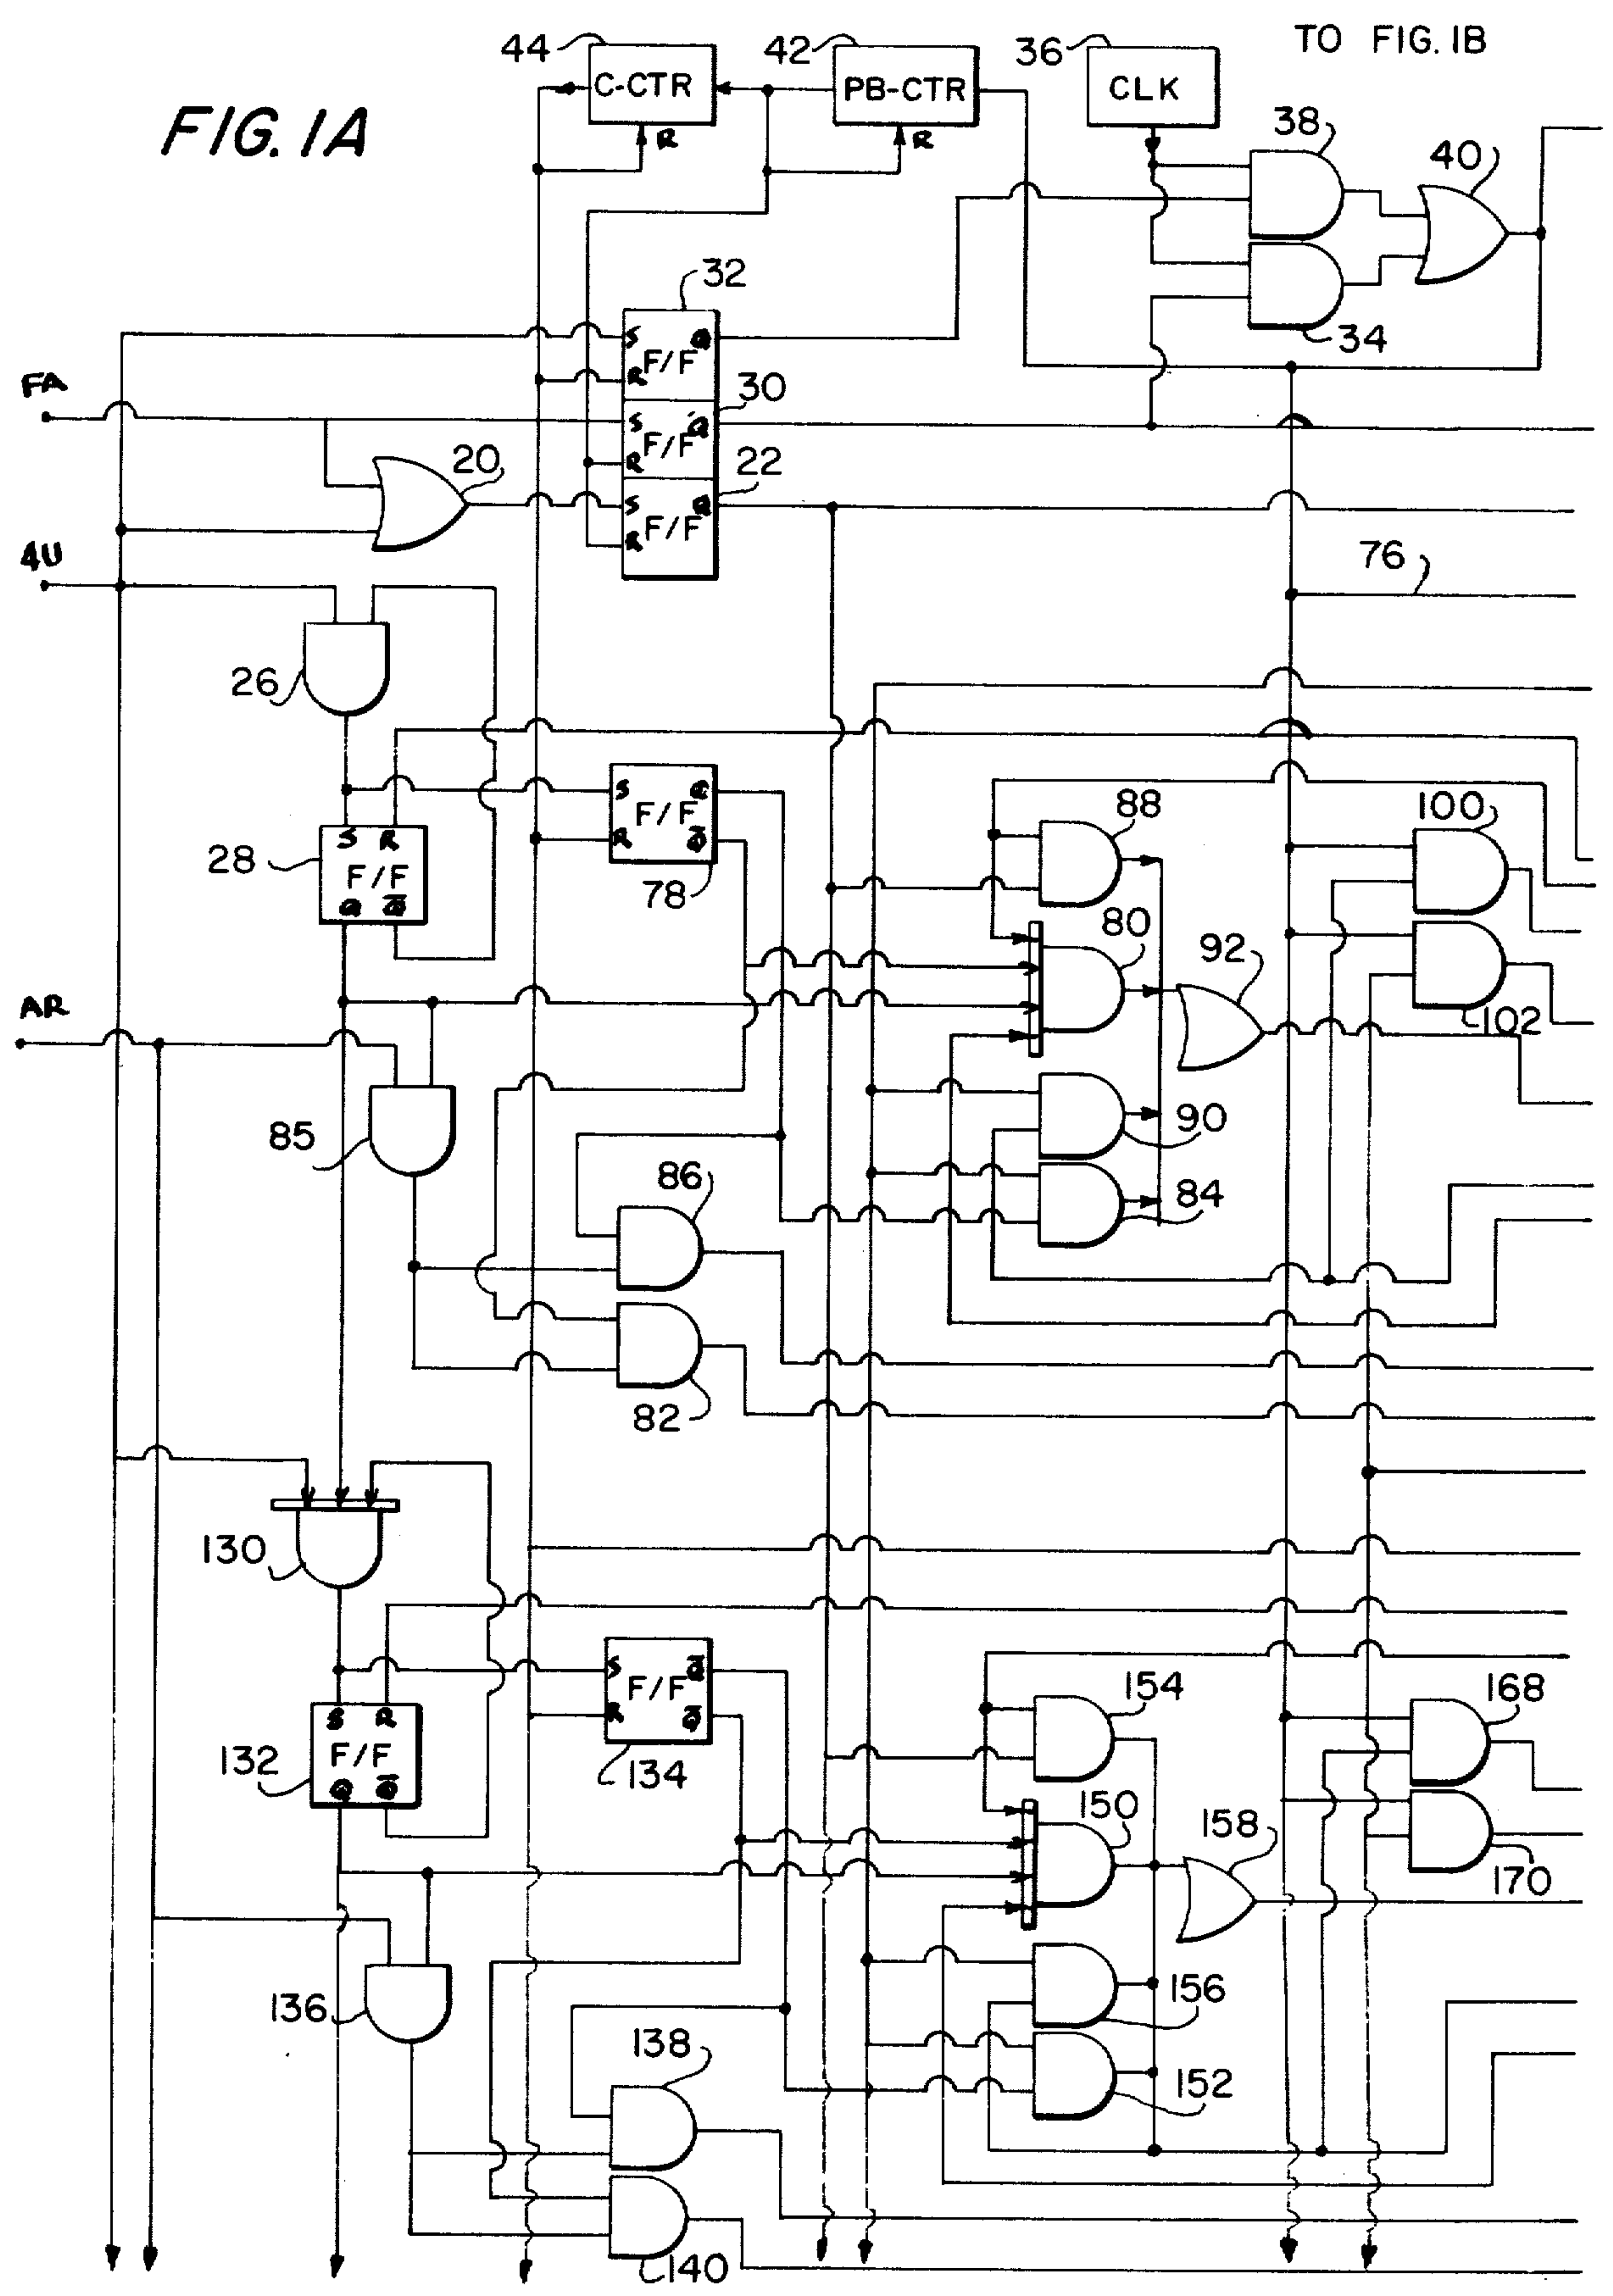 TO FIG. 1B
44
42
36
C-CTR
PB-CTR
CLK
R
R
FIG. 1A
38
40
32
34
S
Q
F/F
R
FA
30
S
Q
F/F
R
20
22
S
Q
F/F
R
4U
76
26
S
Q
F/F
R
Q̅
78
28
S R
F/F
Q Q̅
88
100
80
92
102
AR
85
90
86
84
82
130
S
Q̅
F/F
R
Q̅
134
132
S R
F/F
Q Q̅
154
168
150
158
170
136
156
138
152
140